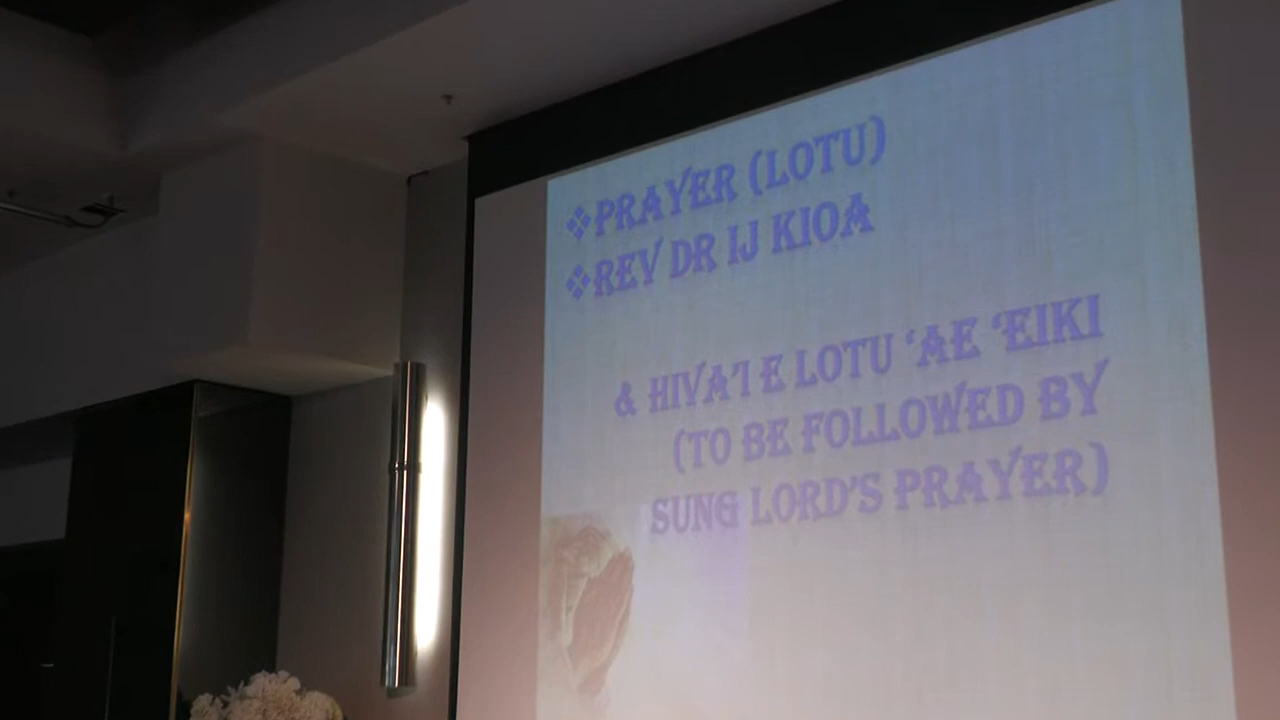 ❖PRAYER (LOTU)
❖REV DR IJ KIOA
& HIVA'I E LOTU ‘AE ‘EIKI
(TO BE FOLLOWED BY
SUNG LORD’S PRAYER)